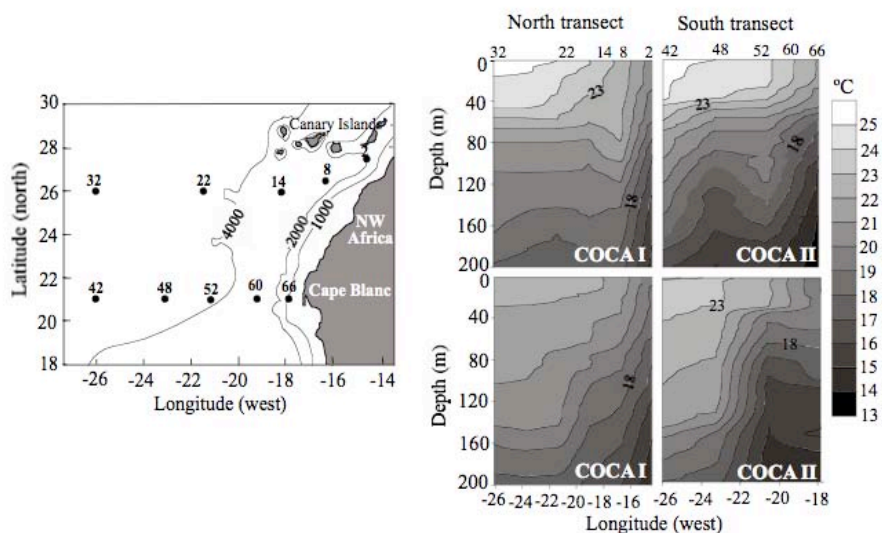 30
28
26
24
22
20
18
Latitude (north)
Canary Islands
2
8
14
22
32
4000
2000
1000
NW
Africa
Cape Blanc
42
48
52
60
66
-26 -24 -22 -20 -18 -16 -14
Longitude (west)
North transect South transect
32 22 14 8 2 42 48 52 60 66
0
40
80
120
160
200
Depth (m)
23
18
COCA I
23
18
COCA II
0
40
80
120
160
200
Depth (m)
18
COCA I
23
18
COCA II
-26 -24 -22 -20 -18 -16 -26 -24 -22 -20 -18
Longitude (west)
ºC
25
24
23
22
21
20
19
18
17
16
15
14
13